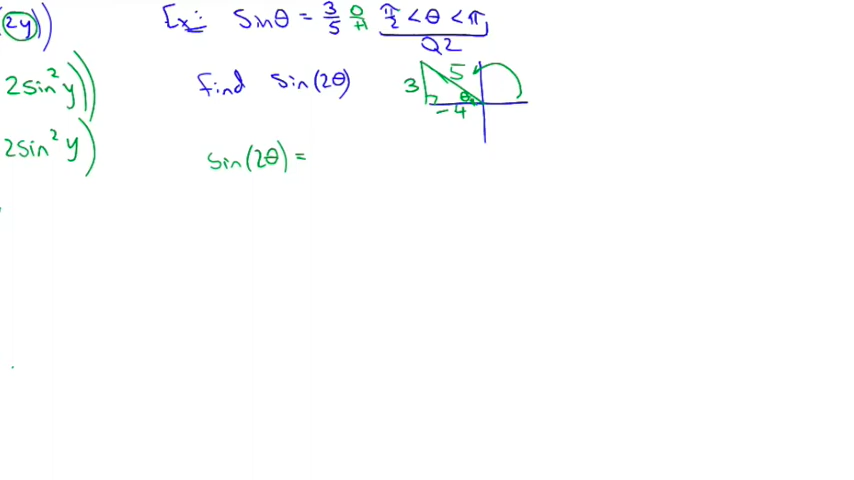 2y))
Ex: sinθ = 3/5 O/H π/2 < θ < π
Q2
2sin²y))
find sin(2θ)
3 5 θ -4
2sin²y)
sin(2θ) =